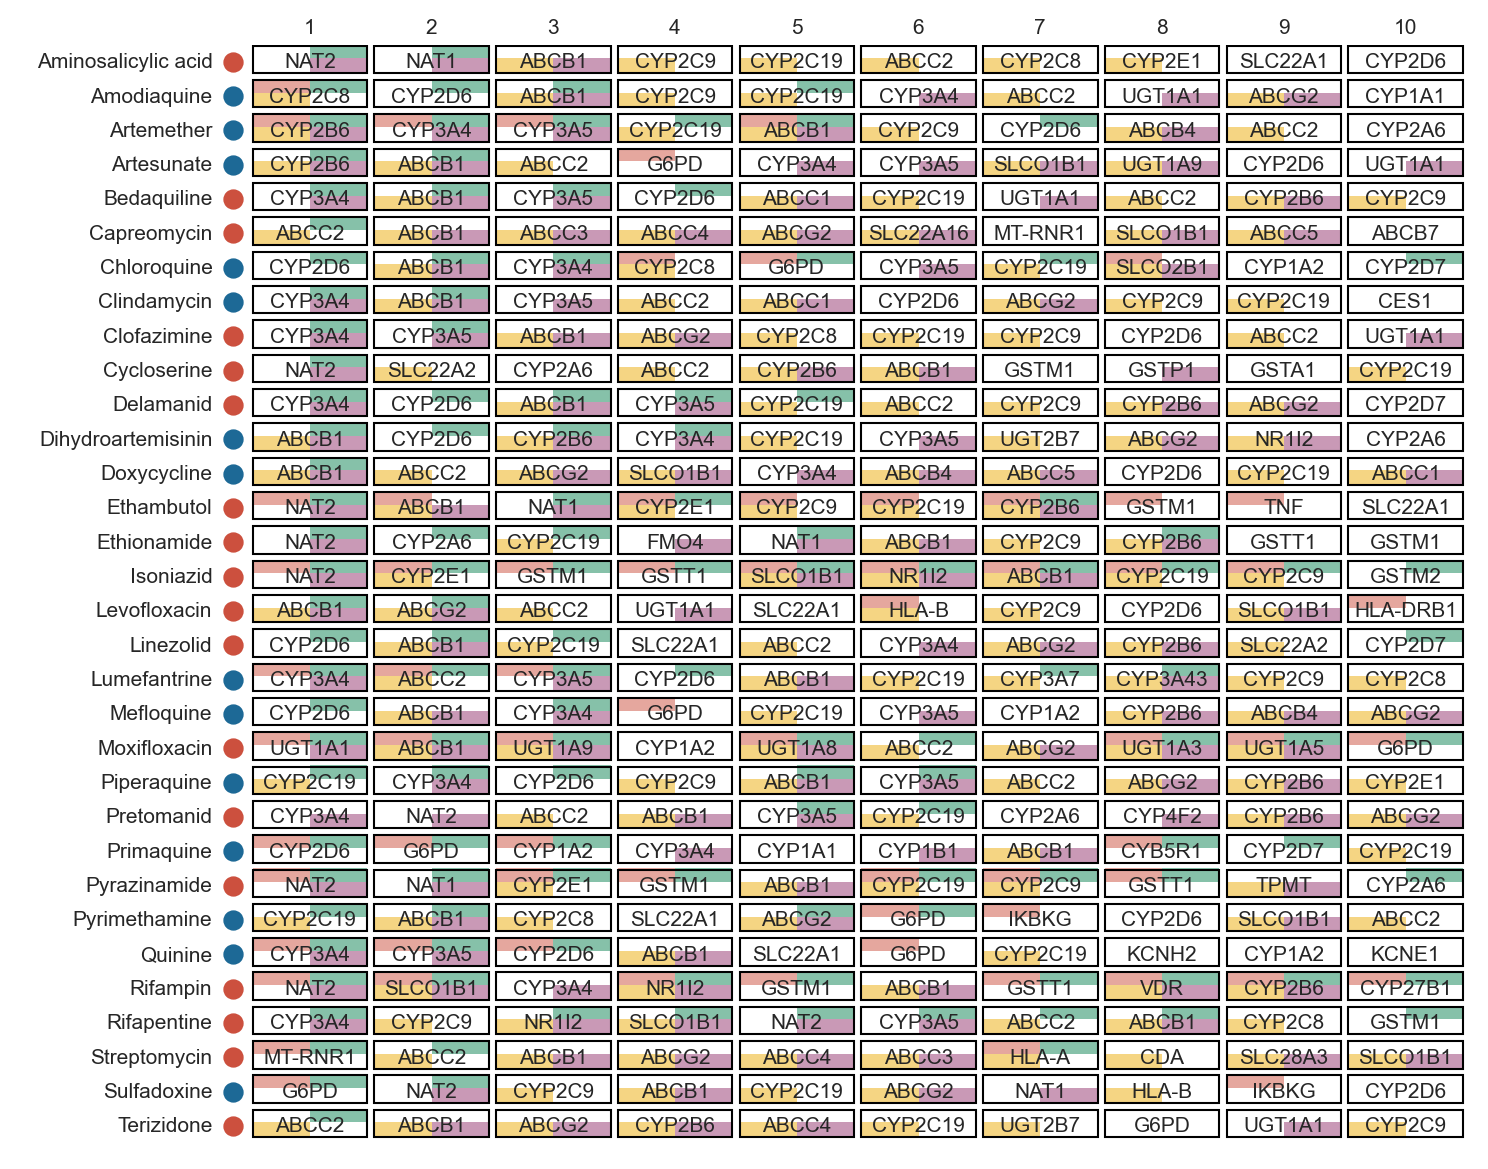 1 2 3 4 5 6 7 8 9 10
Aminosalicylic acid NAT2 NAT1 ABCB1 CYP2C9 CYP2C19 ABCC2 CYP2C8 CYP2E1 SLC22A1 CYP2D6
Amodiaquine CYP2C8 CYP2D6 ABCB1 CYP2C9 CYP2C19 CYP3A4 ABCC2 UGT1A1 ABCG2 CYP1A1
Artemether CYP2B6 CYP3A4 CYP3A5 CYP2C19 ABCB1 CYP2C9 CYP2D6 ABCB4 ABCC2 CYP2A6
Artesunate CYP2B6 ABCB1 ABCC2 G6PD CYP3A4 CYP3A5 SLCO1B1 UGT1A9 CYP2D6 UGT1A1
Bedaquiline CYP3A4 ABCB1 CYP3A5 CYP2D6 ABCC1 CYP2C19 UGT1A1 ABCC2 CYP2B6 CYP2C9
Capreomycin ABCC2 ABCB1 ABCC3 ABCC4 ABCG2 SLC22A16 MT-RNR1 SLCO1B1 ABCC5 ABCB7
Chloroquine CYP2D6 ABCB1 CYP3A4 CYP2C8 G6PD CYP3A5 CYP2C19 SLCO2B1 CYP1A2 CYP2D7
Clindamycin CYP3A4 ABCB1 CYP3A5 ABCC2 ABCC1 CYP2D6 ABCG2 CYP2C9 CYP2C19 CES1
Clofazimine CYP3A4 CYP3A5 ABCB1 ABCG2 CYP2C8 CYP2C19 CYP2C9 CYP2D6 ABCC2 UGT1A1
Cycloserine NAT2 SLC22A2 CYP2A6 ABCC2 CYP2B6 ABCB1 GSTM1 GSTP1 GSTA1 CYP2C19
Delamanid CYP3A4 CYP2D6 ABCB1 CYP3A5 CYP2C19 ABCC2 CYP2C9 CYP2B6 ABCG2 CYP2D7
Dihydroartemisinin ABCB1 CYP2D6 CYP2B6 CYP3A4 CYP2C19 CYP3A5 UGT2B7 ABCG2 NR1I2 CYP2A6
Doxycycline ABCB1 ABCC2 ABCG2 SLCO1B1 CYP3A4 ABCB4 ABCC5 CYP2D6 CYP2C19 ABCC1
Ethambutol NAT2 ABCB1 NAT1 CYP2E1 CYP2C9 CYP2C19 CYP2B6 GSTM1 TNF SLC22A1
Ethionamide NAT2 CYP2A6 CYP2C19 FMO4 NAT1 ABCB1 CYP2C9 CYP2B6 GSTT1 GSTM1
Isoniazid NAT2 CYP2E1 GSTM1 GSTT1 SLCO1B1 NR1I2 ABCB1 CYP2C19 CYP2C9 GSTM2
Levofloxacin ABCB1 ABCG2 ABCC2 UGT1A1 SLC22A1 HLA-B CYP2C9 CYP2D6 SLCO1B1 HLA-DRB1
Linezolid CYP2D6 ABCB1 CYP2C19 SLC22A1 ABCC2 CYP3A4 ABCG2 CYP2B6 SLC22A2 CYP2D7
Lumefantrine CYP3A4 ABCC2 CYP3A5 CYP2D6 ABCB1 CYP2C19 CYP3A7 CYP3A43 CYP2C9 CYP2C8
Mefloquine CYP2D6 ABCB1 CYP3A4 G6PD CYP2C19 CYP3A5 CYP1A2 CYP2B6 ABCB4 ABCG2
Moxifloxacin UGT1A1 ABCB1 UGT1A9 CYP1A2 UGT1A8 ABCC2 ABCG2 UGT1A3 UGT1A5 G6PD
Piperaquine CYP2C19 CYP3A4 CYP2D6 CYP2C9 ABCB1 CYP3A5 ABCC2 ABCG2 CYP2B6 CYP2E1
Pretomanid CYP3A4 NAT2 ABCC2 ABCB1 CYP3A5 CYP2C19 CYP2A6 CYP4F2 CYP2B6 ABCG2
Primaquine CYP2D6 G6PD CYP1A2 CYP3A4 CYP1A1 CYP1B1 ABCB1 CYB5R1 CYP2D7 CYP2C19
Pyrazinamide NAT2 NAT1 CYP2E1 GSTM1 ABCB1 CYP2C19 CYP2C9 GSTT1 TPMT CYP2A6
Pyrimethamine CYP2C19 ABCB1 CYP2C8 SLC22A1 ABCG2 G6PD IKBKG CYP2D6 SLCO1B1 ABCC2
Quinine CYP3A4 CYP3A5 CYP2D6 ABCB1 SLC22A1 G6PD CYP2C19 KCNH2 CYP1A2 KCNE1
Rifampin NAT2 SLCO1B1 CYP3A4 NR1I2 GSTM1 ABCB1 GSTT1 VDR CYP2B6 CYP27B1
Rifapentine CYP3A4 CYP2C9 NR1I2 SLCO1B1 NAT2 CYP3A5 ABCC2 ABCB1 CYP2C8 GSTM1
Streptomycin MT-RNR1 ABCC2 ABCB1 ABCG2 ABCC4 ABCC3 HLA-A CDA SLC28A3 SLCO1B1
Sulfadoxine G6PD NAT2 CYP2C9 ABCB1 CYP2C19 ABCG2 NAT1 HLA-B IKBKG CYP2D6
Terizidone ABCC2 ABCB1 ABCG2 CYP2B6 ABCC4 CYP2C19 UGT2B7 G6PD UGT1A1 CYP2C9